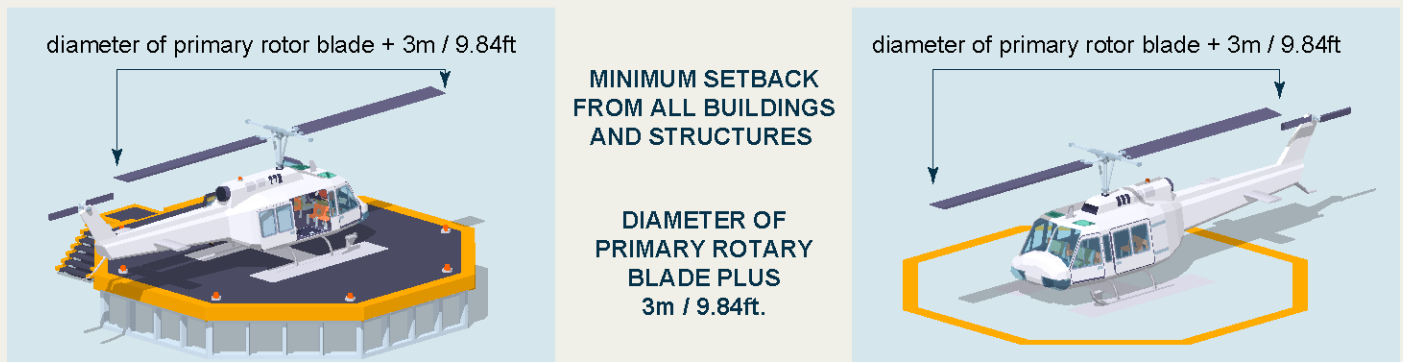 diameter of primary rotor blade + 3m / 9.84ft
MINIMUM SETBACK
FROM ALL BUILDINGS
AND STRUCTURES
DIAMETER OF
PRIMARY ROTARY
BLADE PLUS
3m / 9.84ft.
diameter of primary rotor blade + 3m / 9.84ft